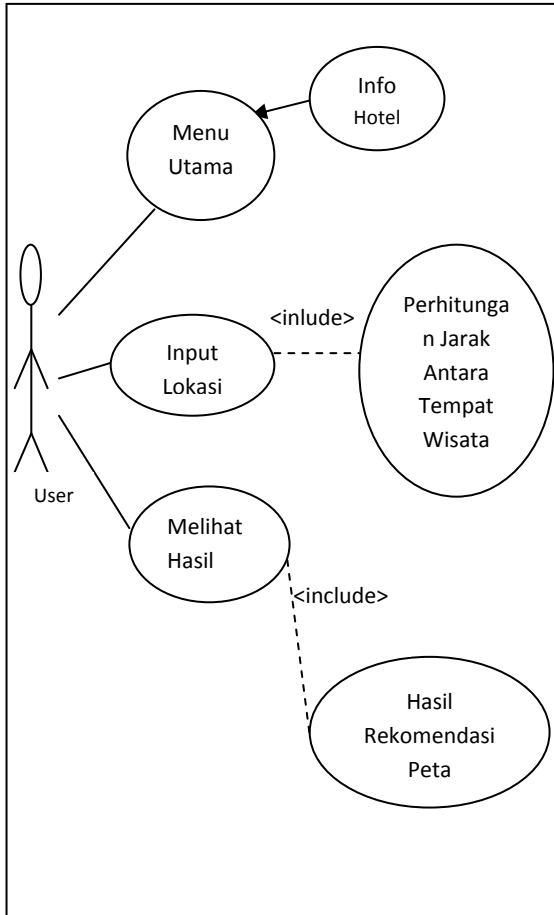 Info
Hotel
Menu
Utama
<inlude>
Perhitunga
n Jarak
Antara
Tempat
Wisata
Input
Lokasi
User
Melihat
Hasil
<include>
Hasil
Rekomendasi
Peta